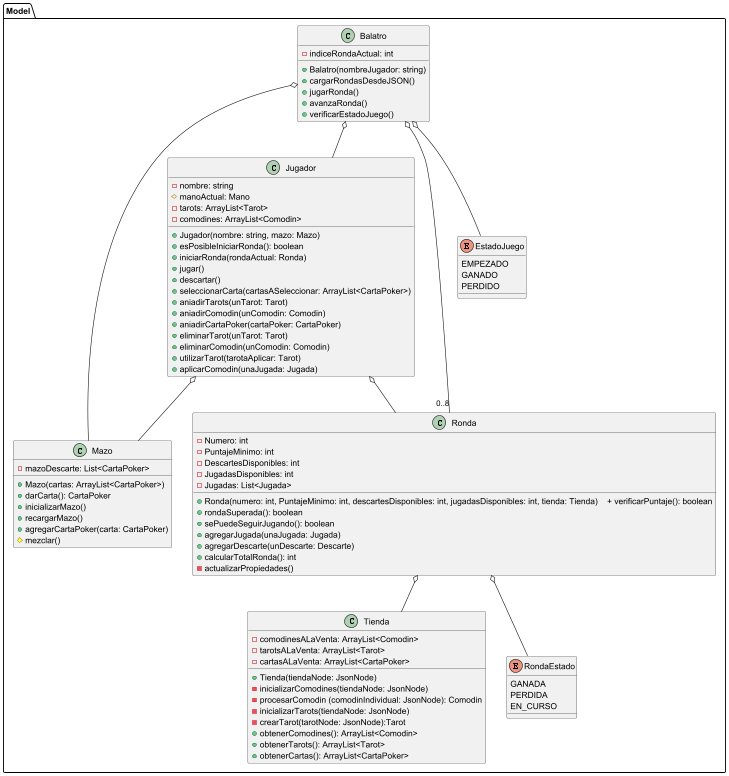 Model
C Balatro
indiceRondaActual: int
Balatro(nombreJugador: string)
cargarRondasDesdeJSON()
jugarRonda()
avanzaRonda()
verificarEstadoJuego()
C Jugador
nombre: string
manoActual: Mano
tarots: ArrayList<Tarot>
comodines: ArrayList<Comodin>
Jugador(nombre: string, mazo: Mazo)
esPosibleIniciarRonda(): boolean
iniciarRonda(rondaActual: Ronda)
jugar()
descartar()
seleccionarCarta(cartasASeleccionar: ArrayList<CartaPoker>)
aniadirTarots(unTarot: Tarot)
aniadirComodin(unComodin: Comodin)
aniadirCartaPoker(cartaPoker: CartaPoker)
eliminarTarot(unTarot: Tarot)
eliminarComodin(unComodin: Comodin)
utilizarTarot(tarotaAplicar: Tarot)
aplicarComodin(unaJugada: Jugada)
E EstadoJuego
EMPEZADO
GANADO
PERDIDO
0..8
C Mazo
mazoDescarte: List<CartaPoker>
Mazo(cartas: ArrayList<CartaPoker>)
darCarta(): CartaPoker
inicializarMazo()
recargarMazo()
agregarCartaPoker(carta: CartaPoker)
mezclar()
C Ronda
Numero: int
PuntajeMinimo: int
DescartesDisponibles: int
JugadasDisponibles: int
Jugadas: List<Jugada>
Ronda(numero: int, PuntajeMinimo: int, descartesDisponibles: int, jugadasDisponibles: int, tienda: Tienda) + verificarPuntaje(): boolean
rondaSuperada(): boolean
sePuedeSeguirJugando(): boolean
agregarJugada(unaJugada: Jugada)
agregarDescarte(unDescarte: Descarte)
calcularTotalRonda(): int
actualizarPropiedades()
C Tienda
comodinesALaVenta: ArrayList<Comodin>
tarotsALaVenta: ArrayList<Tarot>
cartasALaVenta: ArrayList<CartaPoker>
Tienda(tiendaNode: JsonNode)
inicializarComodines(tiendaNode: JsonNode)
procesarComodin (comodinIndividual: JsonNode): Comodin
inicializarTarots(tiendaNode: JsonNode)
crearTarot(tarotNode: JsonNode):Tarot
obtenerComodines(): ArrayList<Comodin>
obtenerTarots(): ArrayList<Tarot>
obtenerCartas(): ArrayList<CartaPoker>
E RondaEstado
GANADA
PERDIDA
EN_CURSO